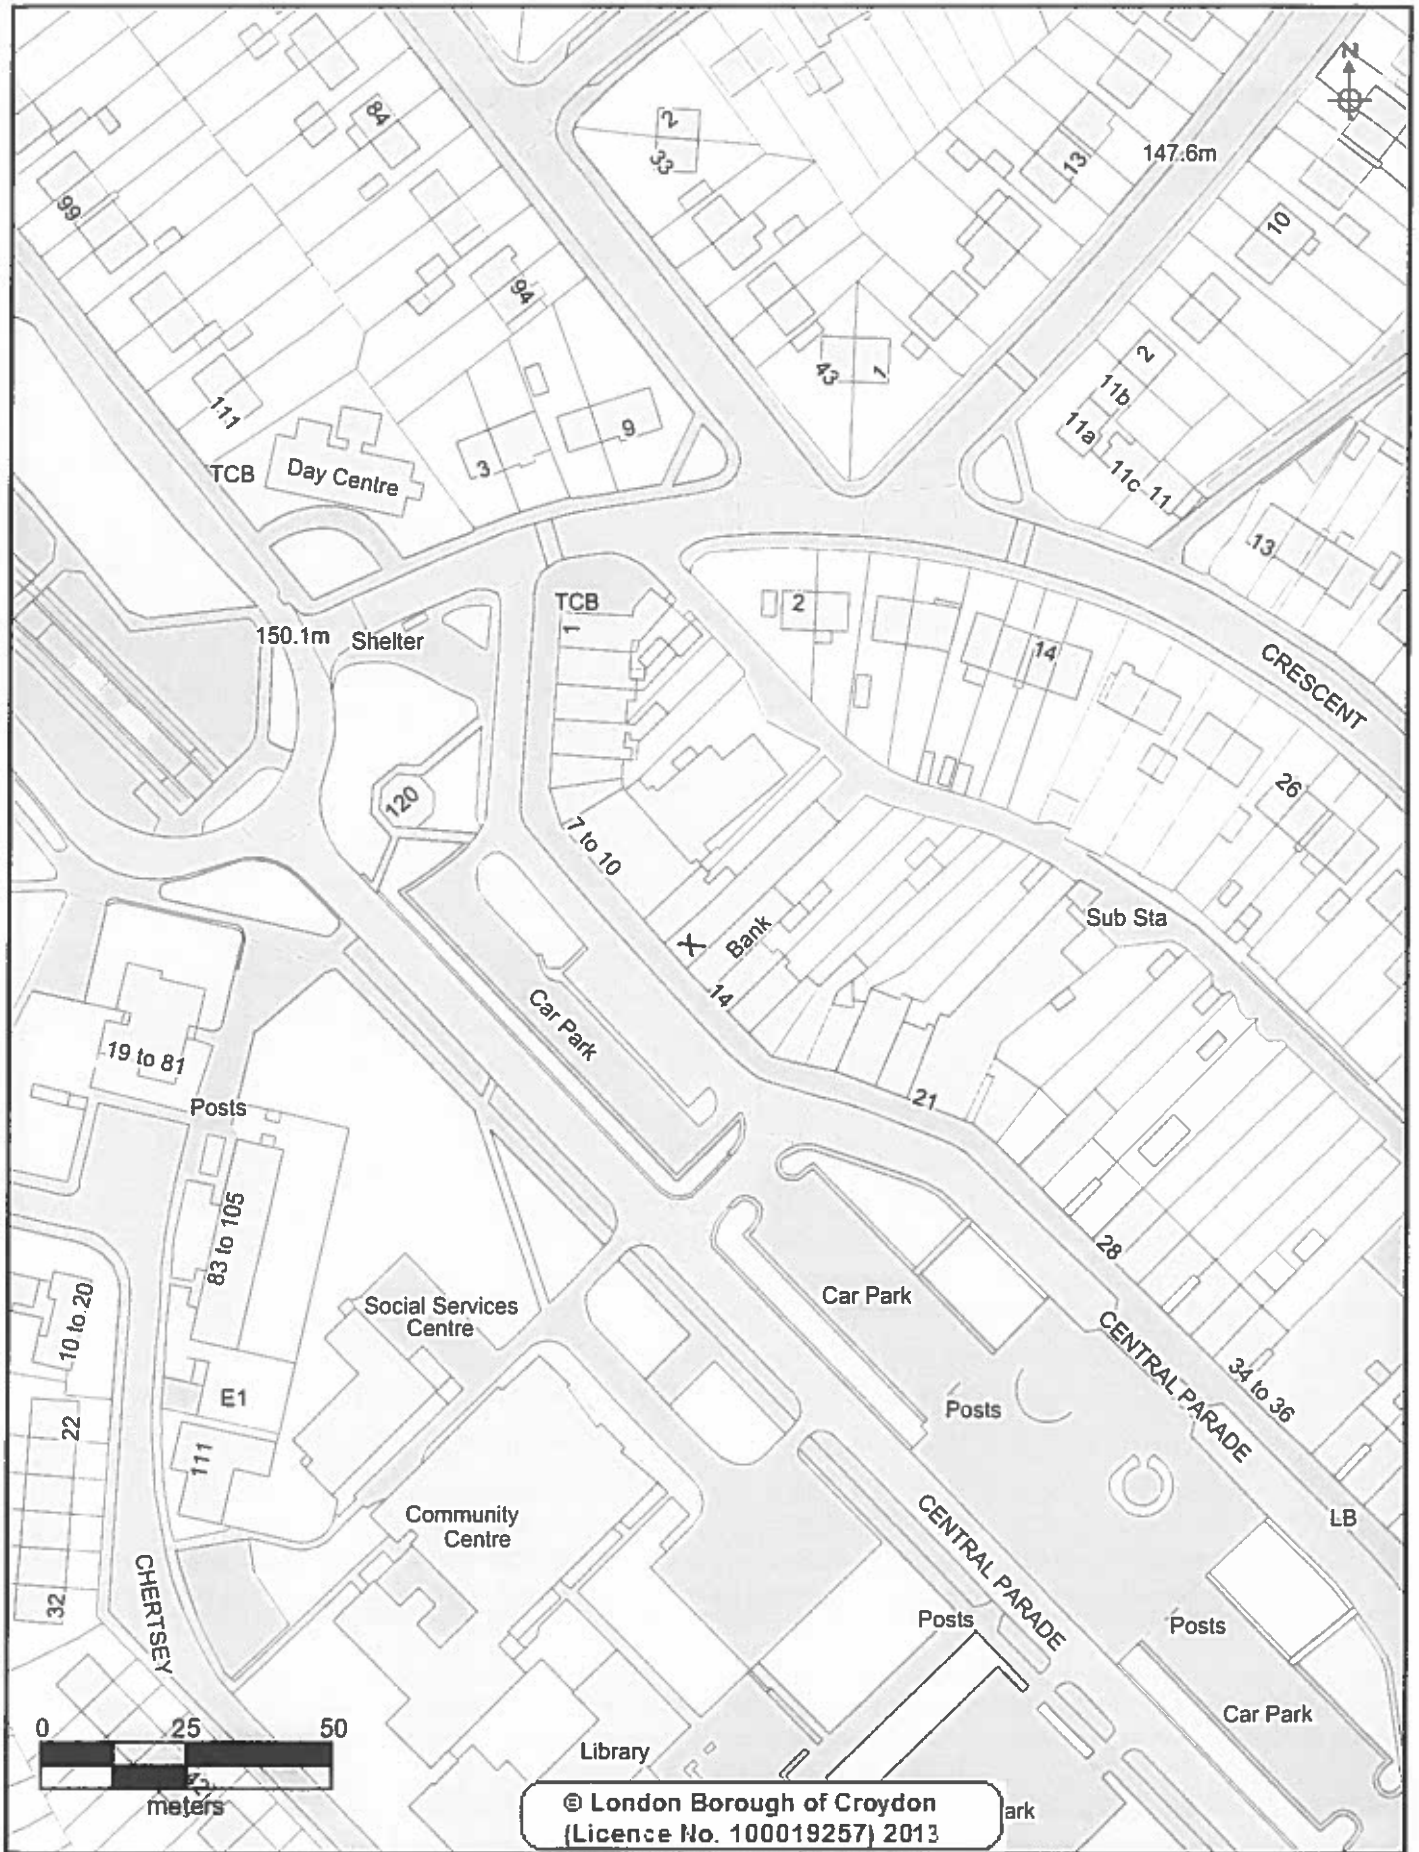 Z
84
2
33
147.6m
13
99
10
94
2
111
43
1
11b
9
11a
3
TCB
Day Centre
11c
11
13
TCB
2
1
150.1m
Shelter
14
CRESCENT
26
120
7 to 10
Sub Sta
Bank
X
14
Car Park
19 to 81
21
Posts
83 to 105
28
Car Park
Social Services
Centre
10 to 20
CENTRAL PARADE
34 to 36
E1
Posts
22
111
Community
Centre
LB
CENTRAL PARADE
CHERTSEY
32
Posts
Posts
Car Park
0 25 50
meters
Library
ark
© London Borough of Croydon
(Licence No. 100019257) 2013